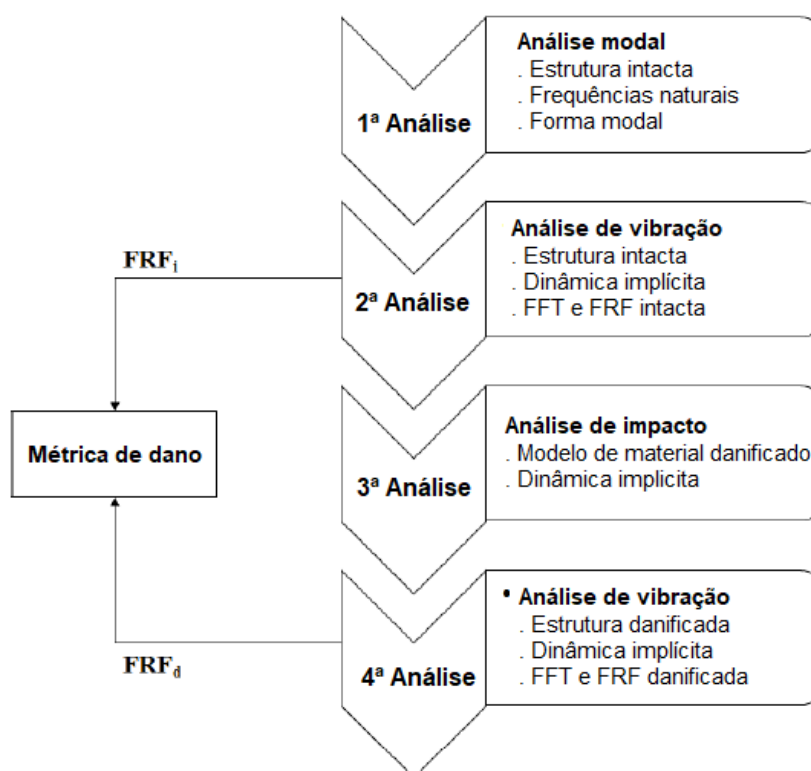 Análise modal
. Estrutura intacta
. Frequências naturais
. Forma modal
1ª Análise
Análise de vibração
. Estrutura intacta
. Dinâmica implícita
. FFT e FRF intacta
2ª Análise
FRFi
Métrica de dano
Análise de impacto
. Modelo de material danificado
. Dinâmica implicita
3ª Análise
• Análise de vibração
. Estrutura danificada
. Dinâmica implícita
. FFT e FRF danificada
4ª Análise
FRFd